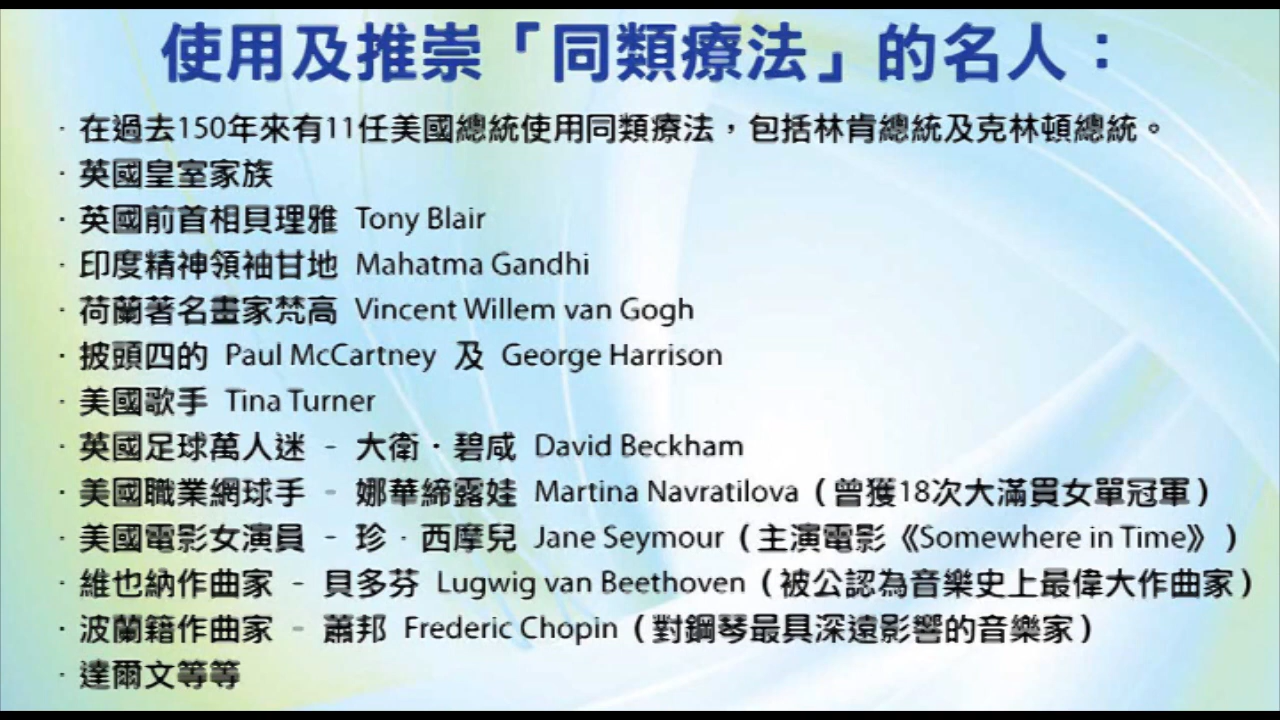 使用及推崇「同類療法」的名人：
· 在過去150年來有11任美國總統使用同類療法，包括林肯總統及克林頓總統。
· 英國皇室家族
· 英國前首相貝理雅 Tony Blair
· 印度精神領袖甘地 Mahatma Gandhi
· 荷蘭著名畫家梵高 Vincent Willem van Gogh
· 披頭四的 Paul McCartney 及 George Harrison
· 美國歌手 Tina Turner
· 英國足球萬人迷 - 大衛·碧咸 David Beckham
· 美國職業網球手 - 娜華締露娃 Martina Navratilova（曾獲18次大滿買女單冠軍）
· 美國電影女演員 - 珍·西摩兒 Jane Seymour（主演電影《Somewhere in Time》）
· 維也納作曲家 - 貝多芬 Lugwig van Beethoven（被公認為音樂史上最偉大作曲家）
· 波蘭籍作曲家 - 蕭邦 Frederic Chopin（對鋼琴最具深遠影響的音樂家）
· 達爾文等等